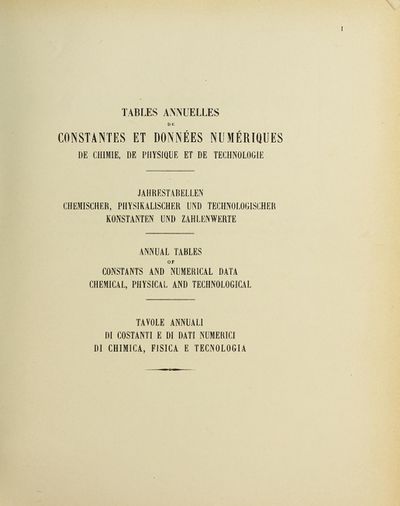 I
TABLES ANNUELLES
DE
CONSTANTES ET DONNÉES NUMÉRIQUES
DE CHIMIE, DE PHYSIQUE ET DE TECHNOLOGIE
JAHRESTABELLEN
CHEMISCHER, PHYSIKALISCHER UND TECHNOLOGISCHER
KONSTANTEN UND ZAHLENWERTE
ANNUAL TABLES
OF
CONSTANTS AND NUMERICAL DATA
CHEMICAL, PHYSICAL AND TECHNOLOGICAL
TAVOLE ANNUALI
DI COSTANTI E DI DATI NUMERICI
DI CHIMICA, FISICA E TECNOLOGIA